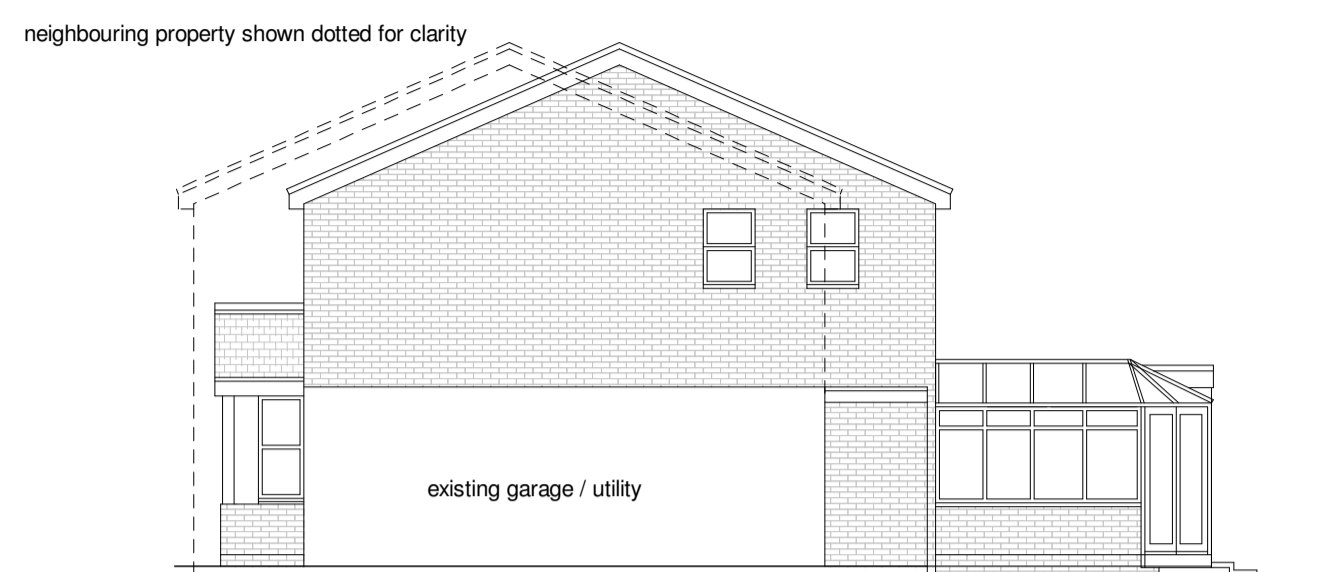 neighbouring property shown dotted for clarity
existing garage / utility